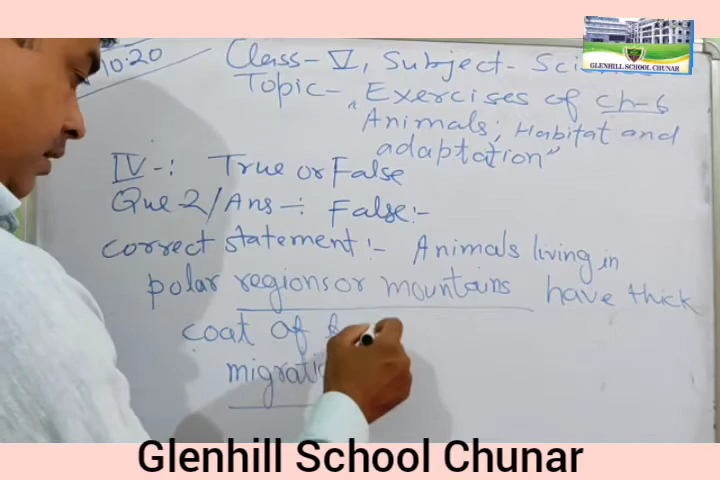 10:20
Class-V, Subject- Sci
Topic- "Exercises of ch-6
Animals; Habitat and
adaptation"
IV-: True or False
Que 2/Ans-: False:-
correct statement:- Animals living in
polar regions or mountains have thick
coat of
GLENHILL SCHOOL CHUNAR
Glenhill School Chunar